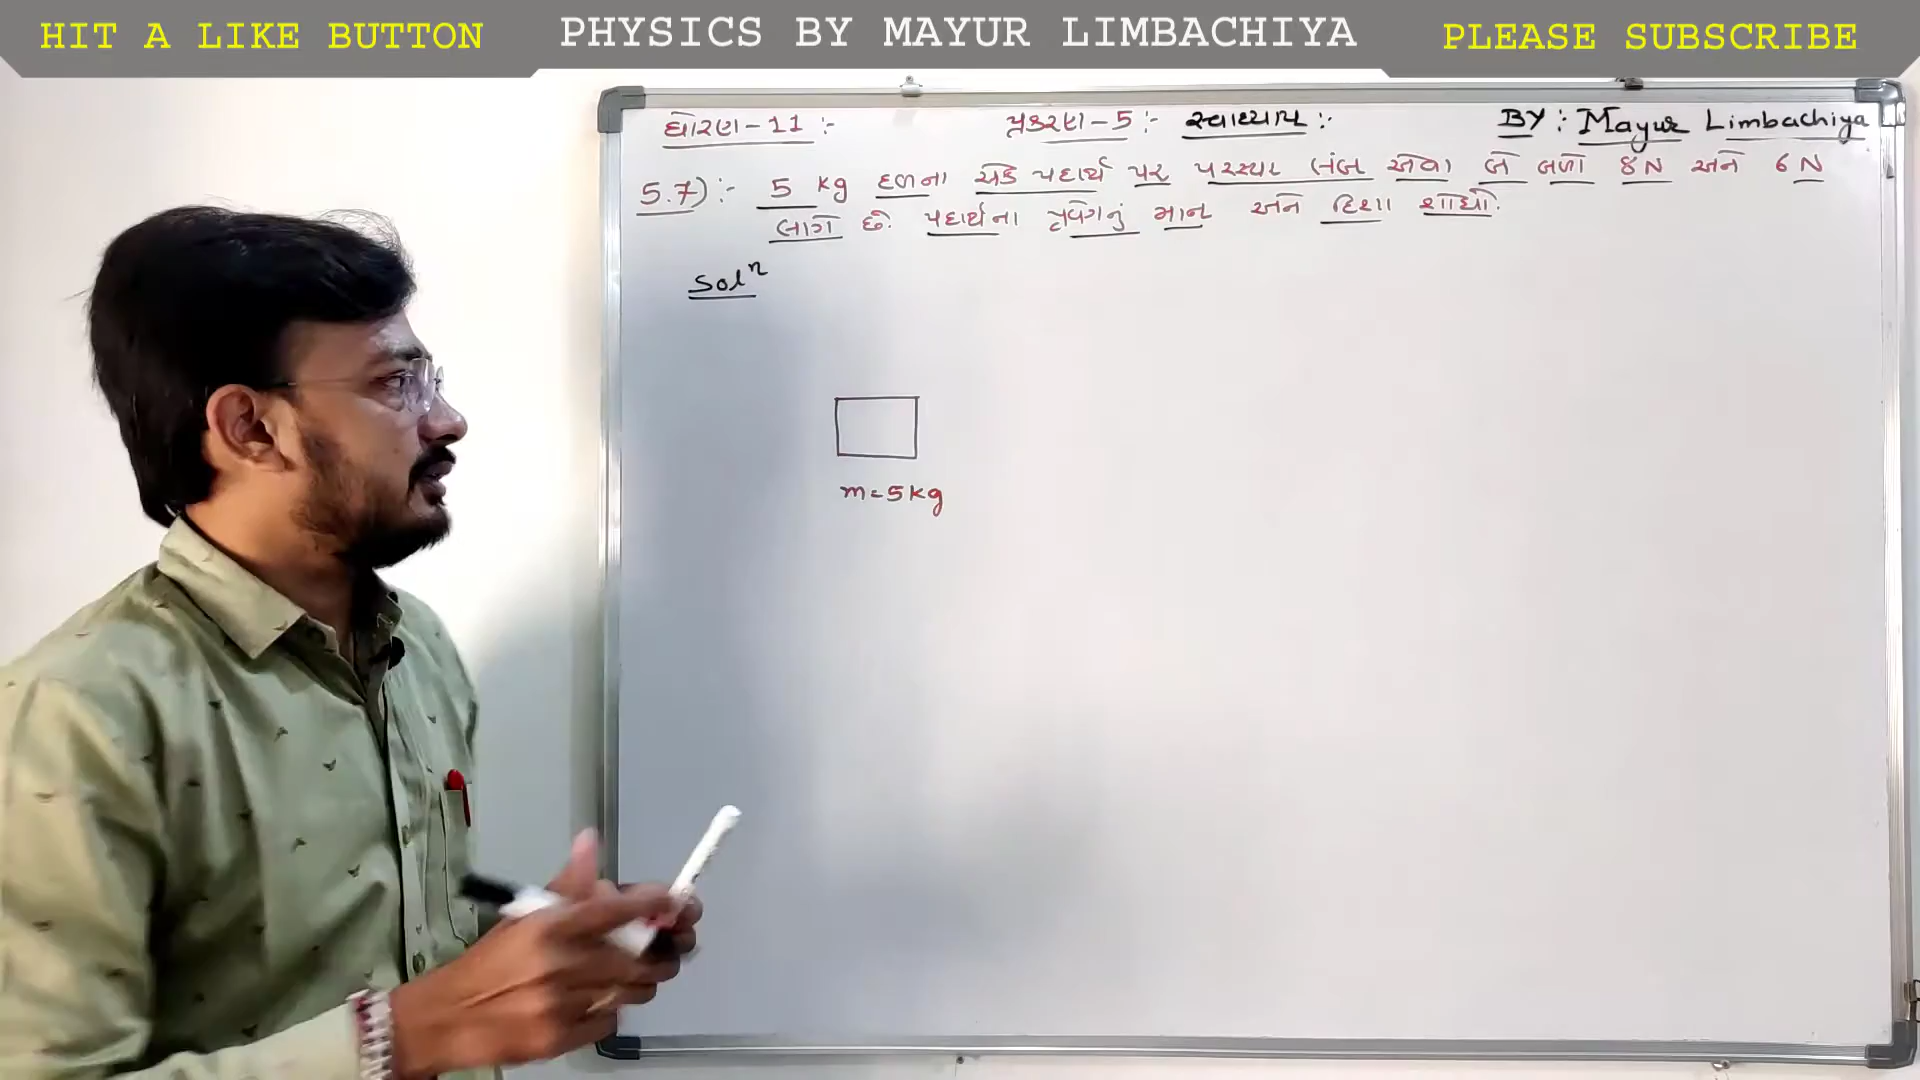 HIT A LIKE BUTTON
PHYSICS BY MAYUR LIMBACHIYA
PLEASE SUBSCRIBE
ધોરણ-11 :-
પ્રકરણ-5 :- સ્વાધ્યાય :-
BY : Mayur Limbachiya
5.7) :- 5 kg દળના એક પદાર્થ પર પરસ્પર લંબ એવા બે બળો 8N અને 6 N
લાગે છે. પદાર્થના પ્રવેગનું માન અને દિશા શોધો.
Solⁿ
m=5kg